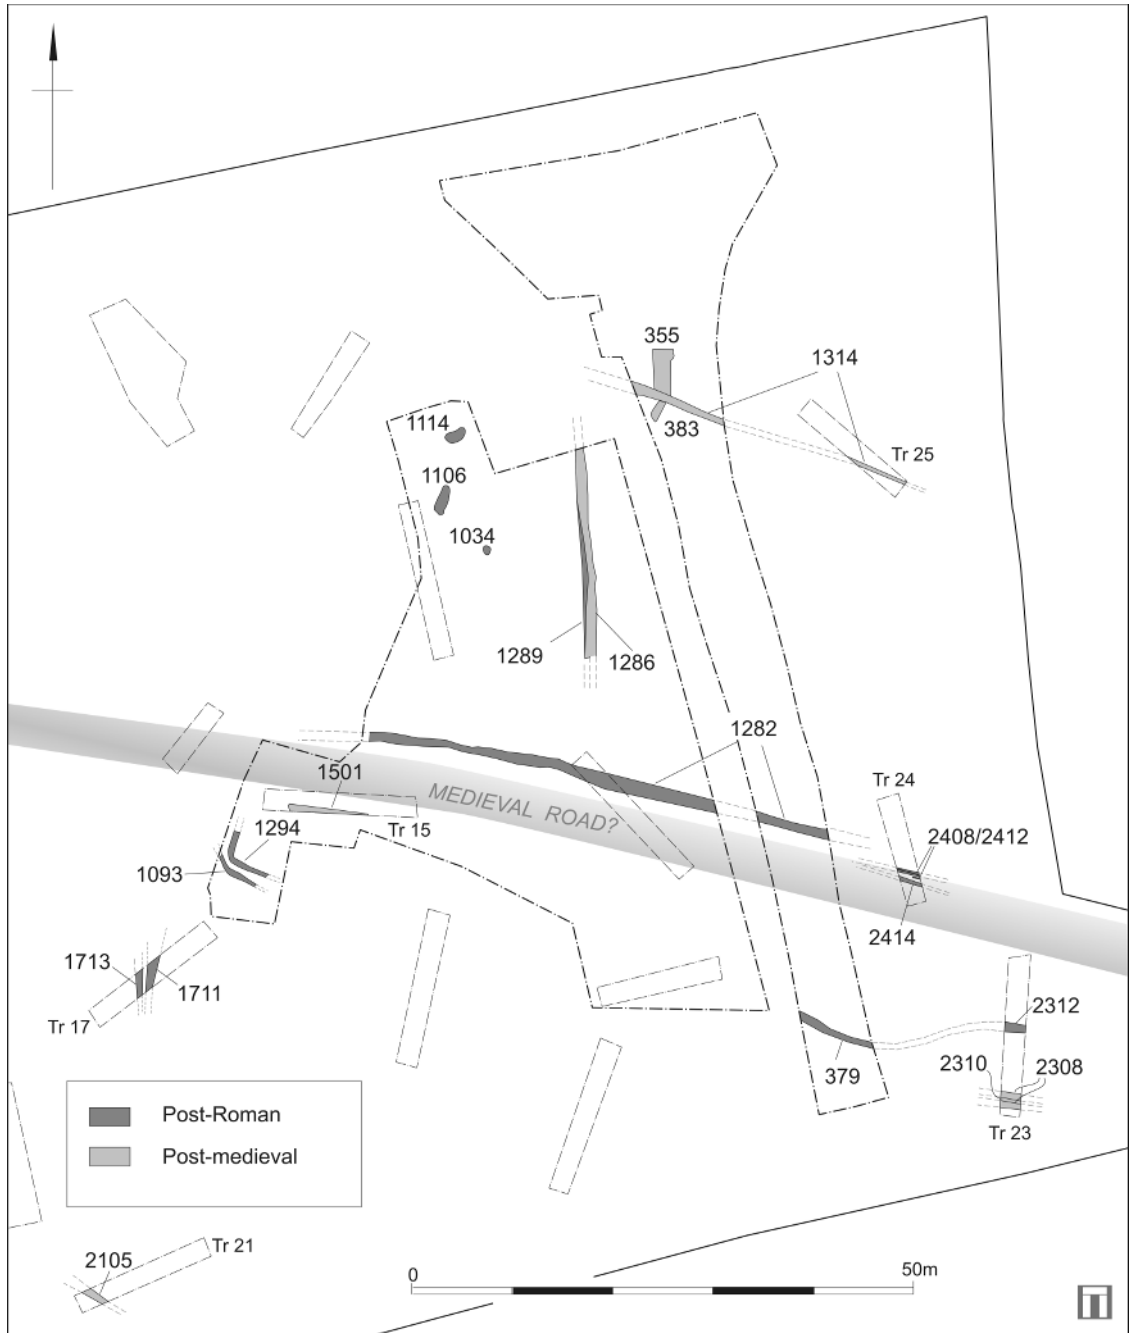 355
1314
1114
383
Tr 25
1106
1034
1289
1286
1282
1501
Tr 24
MEDIEVAL ROAD?
1294
Tr 15
2408/2412
1093
2414
1713
1711
Tr 17
2312
379
2310
2308
Tr 23
Post-Roman
Post-medieval
Tr 21
2105
0
50m